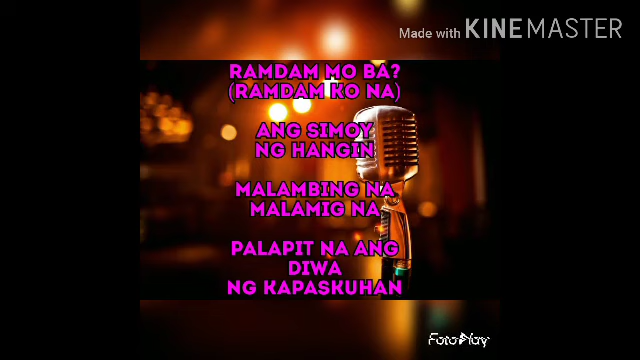 Made with KINEMASTER
RAMDAM MO BA?
(RAMDAM KO NA)
ANG SIMOY
NG HANGIN
MALAMBING NA
MALAMIG NA
PALAPIT NA ANG
DIWA
NG KAPASKUHAN
FotoPlay